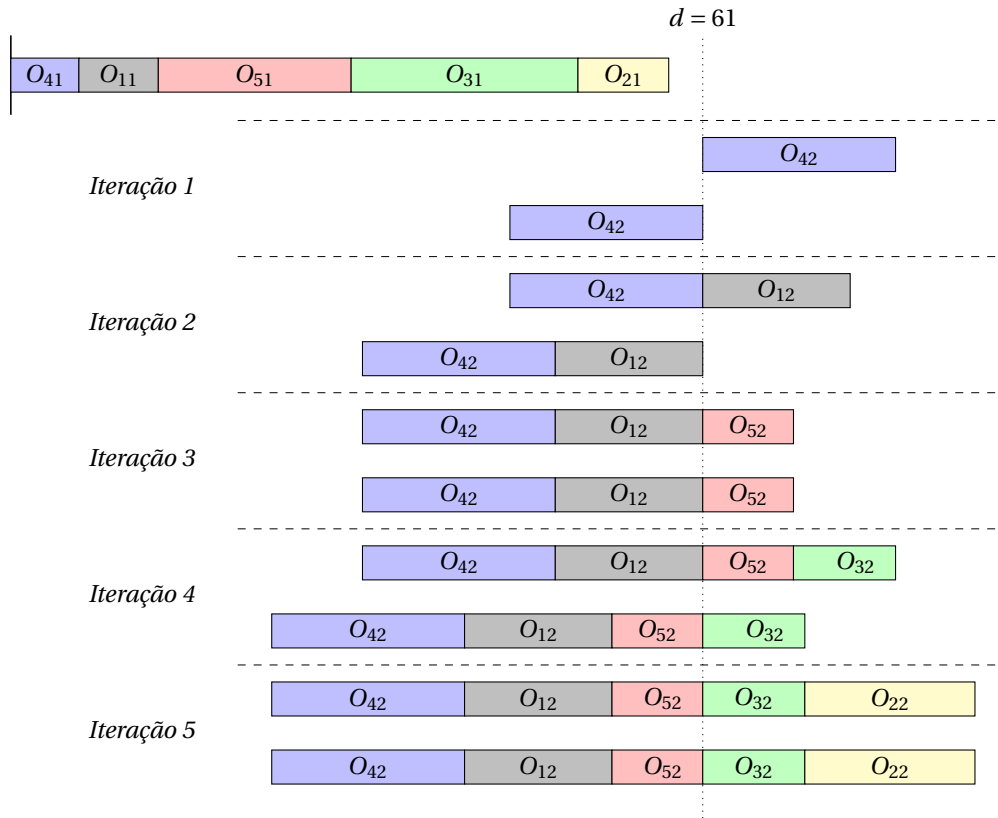 d = 61
O41 O11 O51 O31 O21
O42
Iteração 1
O42
O42 O12
Iteração 2
O42 O12
O42 O12 O52
Iteração 3
O42 O12 O52
O42 O12 O52 O32
Iteração 4
O42 O12 O52 O32
O42 O12 O52 O32 O22
Iteração 5
O42 O12 O52 O32 O22